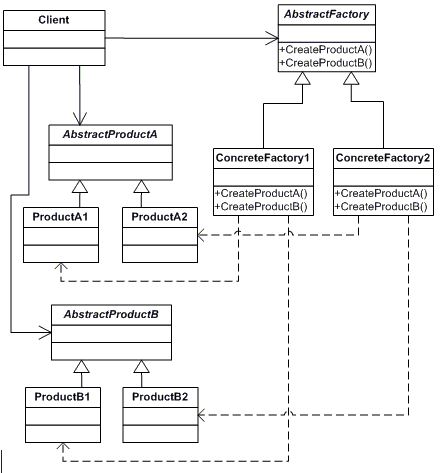 Client
AbstractFactory
+CreateProductA()
+CreateProductB()
AbstractProductA
ConcreteFactory1
+CreateProductA()
+CreateProductB()
ConcreteFactory2
+CreateProductA()
+CreateProductB()
ProductA1
ProductA2
AbstractProductB
ProductB1
ProductB2